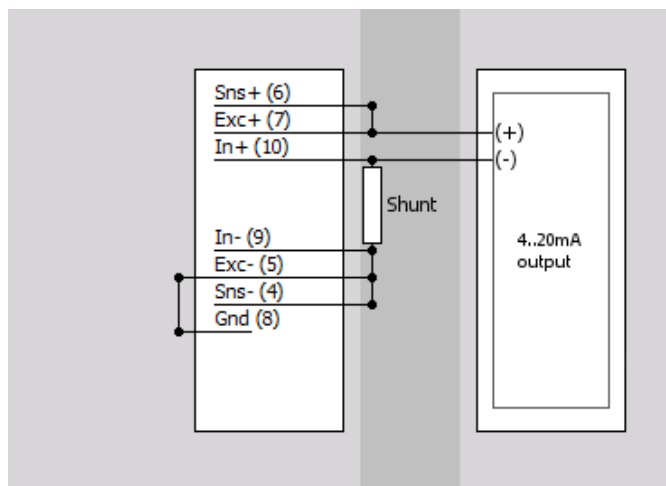 Sns+ (6)
Exc+ (7)
In+ (10)
(+)
(-)
Shunt
In- (9)
Exc- (5)
Sns- (4)
Gnd (8)
4..20mA
output